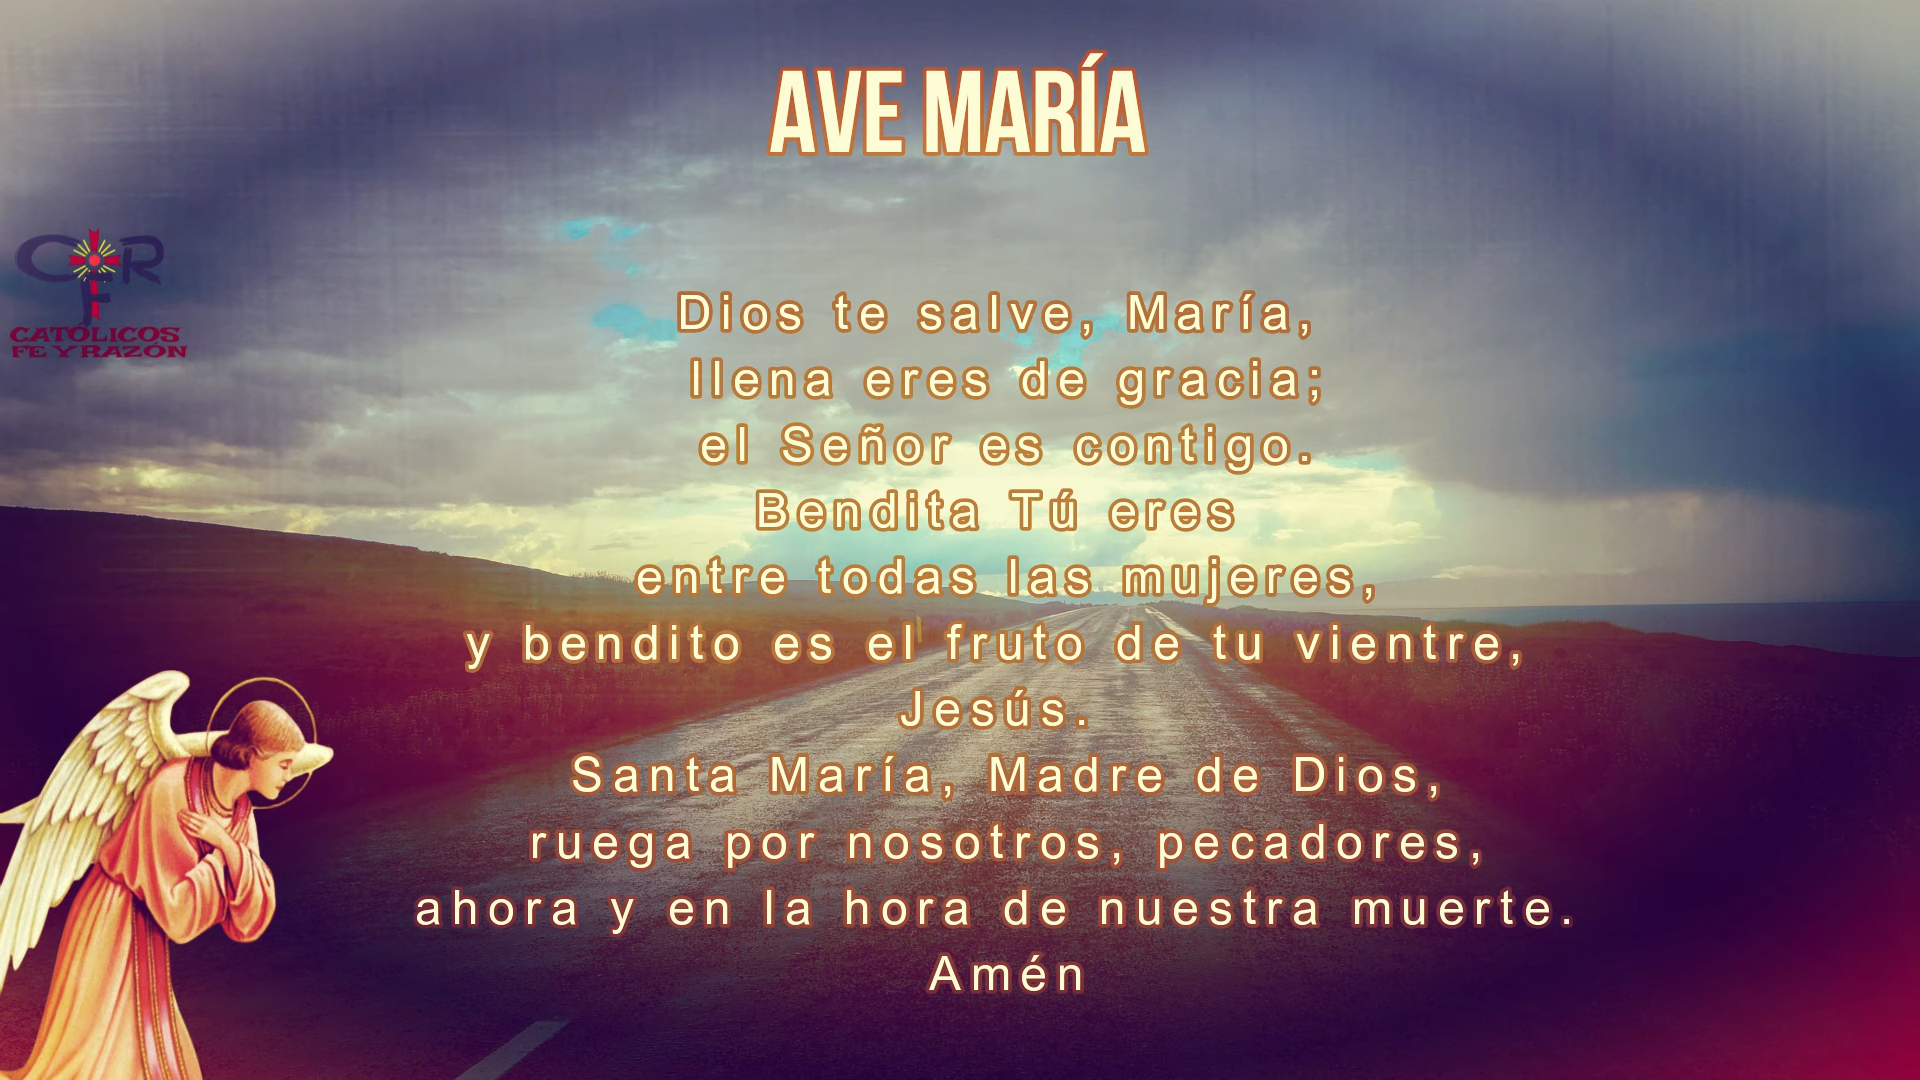 AVE MARÍA
CFR
CATÓLICOS
FE Y RAZÓN
Dios te salve, María,
llena eres de gracia;
el Señor es contigo.
Bendita Tú eres
entre todas las mujeres,
y bendito es el fruto de tu vientre,
Jesús.
Santa María, Madre de Dios,
ruega por nosotros, pecadores,
ahora y en la hora de nuestra muerte.
Amén